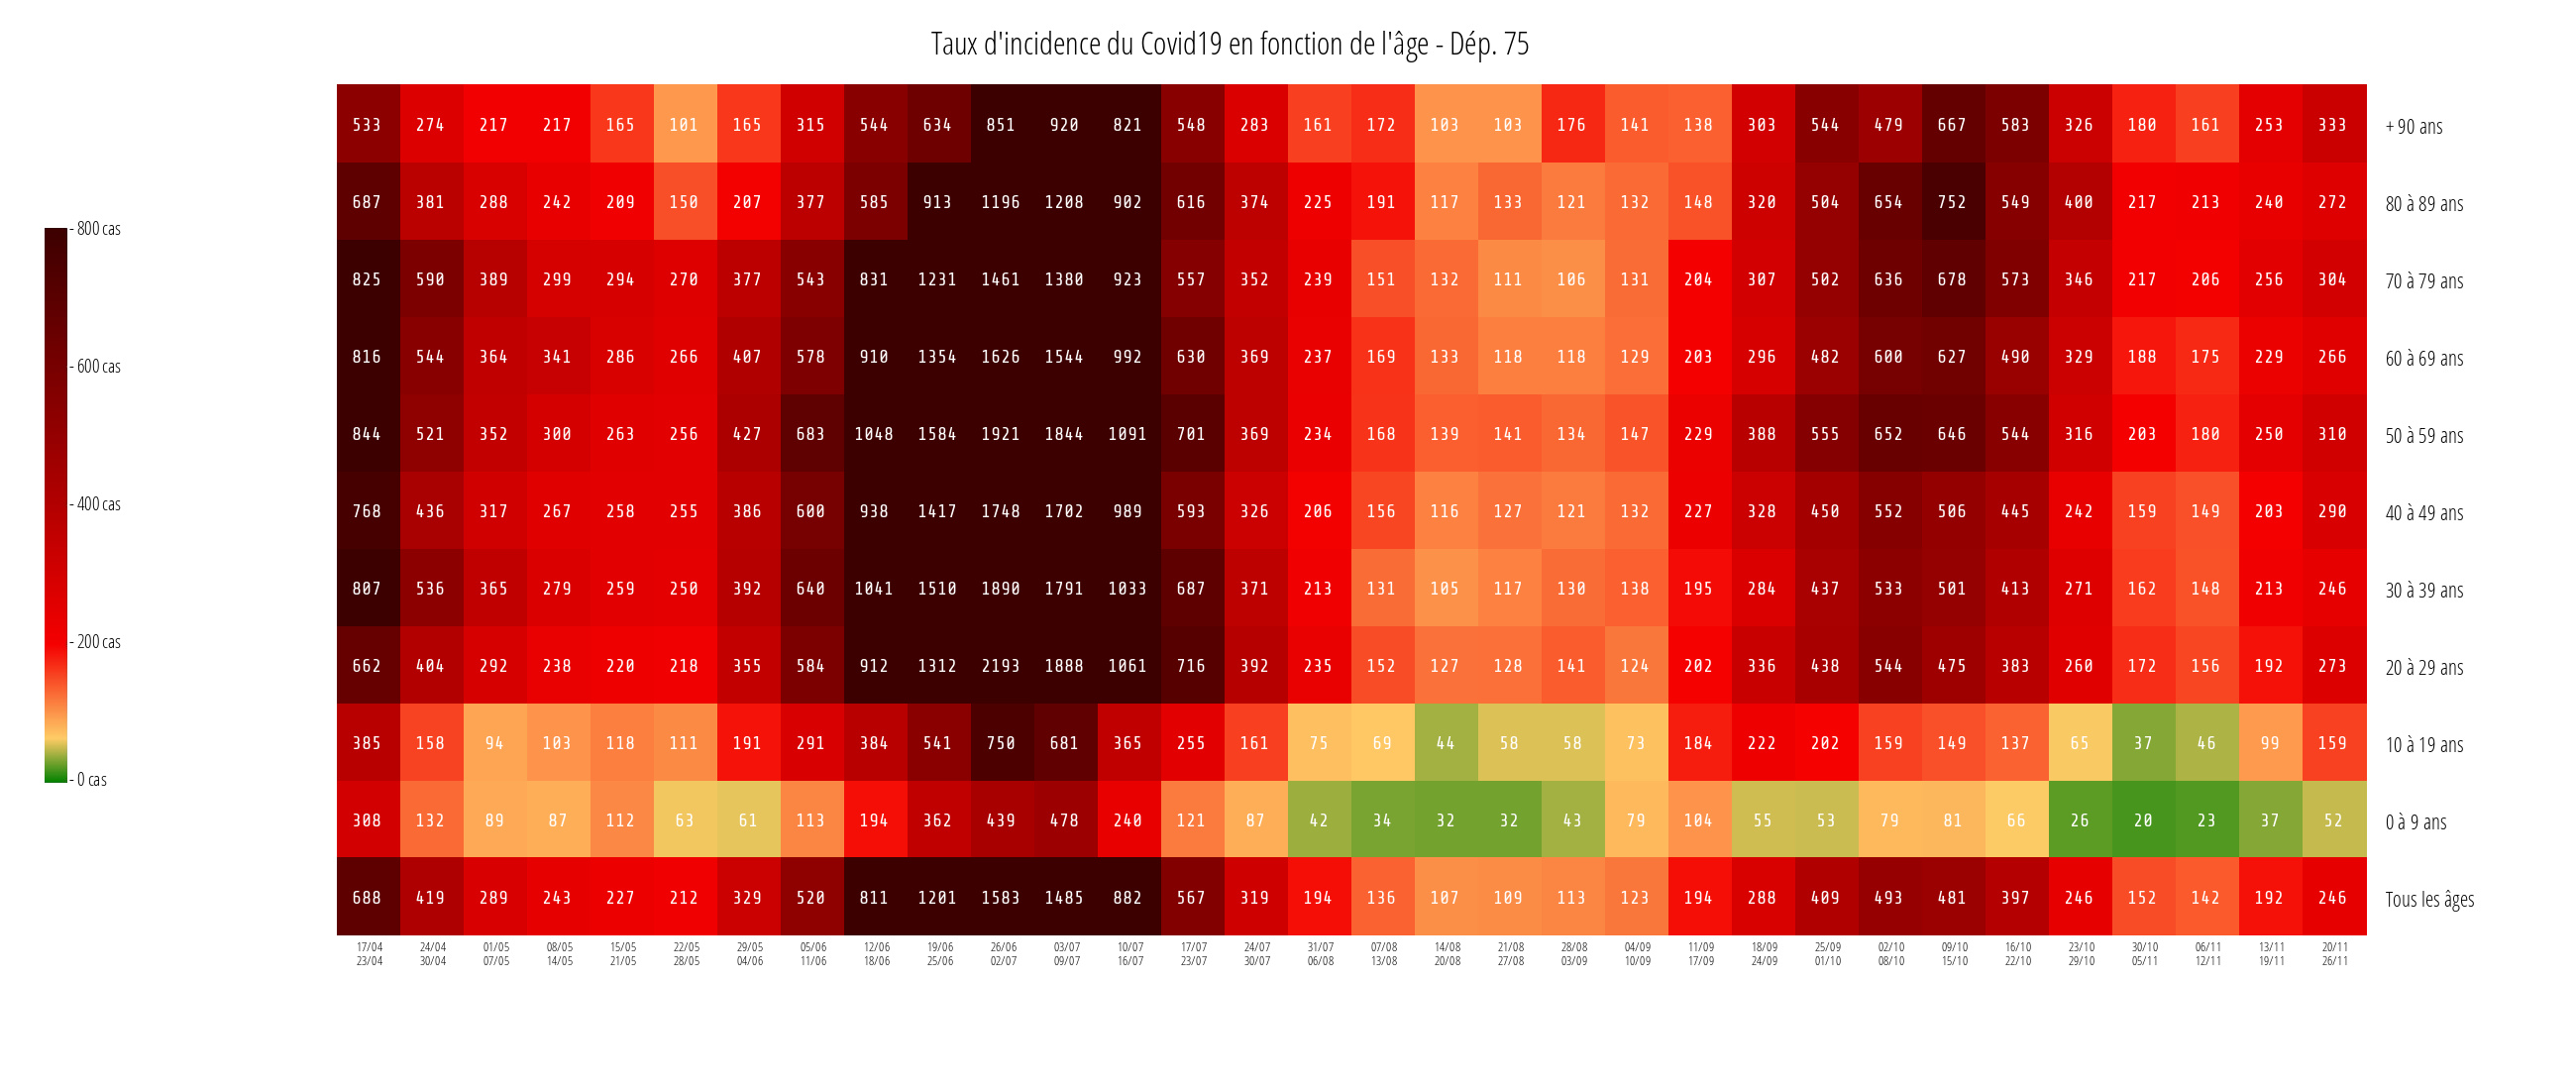 Taux d'incidence du Covid19 en fonction de l'âge - Dép. 75
- 800 cas
- 600 cas
- 400 cas
- 200 cas
- 0 cas
533 274 217 217 165 101 165 315 544 634 851 920 821 548 283 161 172 103 103 176 141 138 303 544 479 667 583 326 180 161 253 333 + 90 ans
687 381 288 242 209 150 207 377 585 913 1196 1208 902 616 374 225 191 117 133 121 132 148 320 504 654 752 549 400 217 213 240 272 80 à 89 ans
825 590 389 299 294 270 377 543 831 1231 1461 1380 923 557 352 239 151 132 111 106 131 204 307 502 636 678 573 346 217 206 256 304 70 à 79 ans
816 544 364 341 286 266 407 578 910 1354 1626 1544 992 630 369 237 169 133 118 118 129 203 296 482 600 627 490 329 188 175 229 266 60 à 69 ans
844 521 352 300 263 256 427 683 1048 1584 1921 1844 1091 701 369 234 168 139 141 134 147 229 388 555 652 646 544 316 203 180 250 310 50 à 59 ans
768 436 317 267 258 255 386 600 938 1417 1748 1702 989 593 326 206 156 116 127 121 132 227 328 450 552 506 445 242 159 149 203 290 40 à 49 ans
807 536 365 279 259 250 392 640 1041 1510 1890 1791 1033 687 371 213 131 105 117 130 138 195 284 437 533 501 413 271 162 148 213 246 30 à 39 ans
662 404 292 238 220 218 355 584 912 1312 2193 1888 1061 716 392 235 152 127 128 141 124 202 336 438 544 475 383 260 172 156 192 273 20 à 29 ans
385 158 94 103 118 111 191 291 384 541 750 681 365 255 161 75 69 44 58 58 73 184 222 202 159 149 137 65 37 46 99 159 10 à 19 ans
308 132 89 87 112 63 61 113 194 362 439 478 240 121 87 42 34 32 32 43 79 104 55 53 79 81 66 26 20 23 37 52 0 à 9 ans
688 419 289 243 227 212 329 520 811 1201 1583 1485 882 567 319 194 136 107 109 113 123 194 288 409 493 481 397 246 152 142 192 246 Tous les âges
17/04 24/04 01/05 08/05 15/05 22/05 29/05 05/06 12/06 19/06 26/06 03/07 10/07 17/07 24/07 31/07 07/08 14/08 21/08 28/08 04/09 11/09 18/09 25/09 02/10 09/10 16/10 23/10 30/10 06/11 13/11 20/11
23/04 30/04 07/05 14/05 21/05 28/05 04/06 11/06 18/06 25/06 02/07 09/07 16/07 23/07 30/07 06/08 13/08 20/08 27/08 03/09 10/09 17/09 24/09 01/10 08/10 15/10 22/10 29/10 05/11 12/11 19/11 26/11